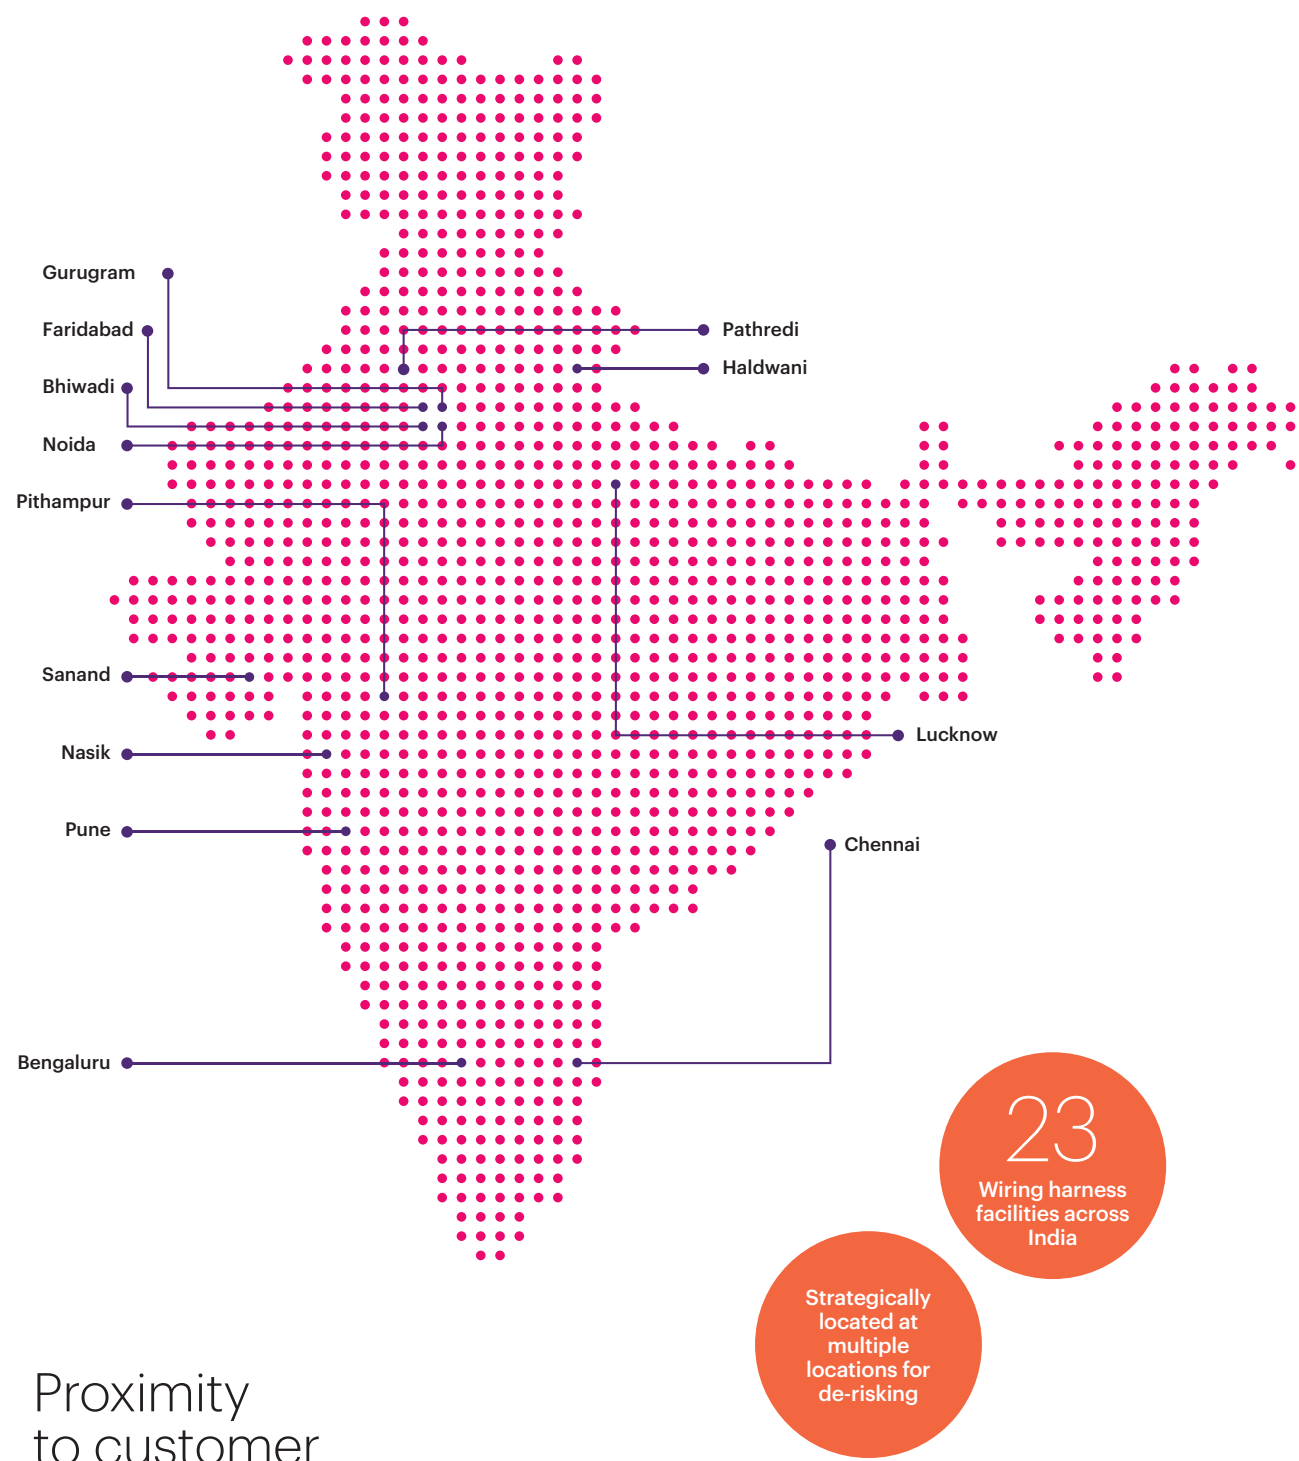 Gurugram
Faridabad
Bhiwadi
Noida
Pithampur
Sanand
Nasik
Pune
Bengaluru
Pathredi
Haldwani
Lucknow
Chennai
23
Wiring harness
facilities across
India
Strategically
located at
multiple
locations for
de-risking
Proximity
to customer